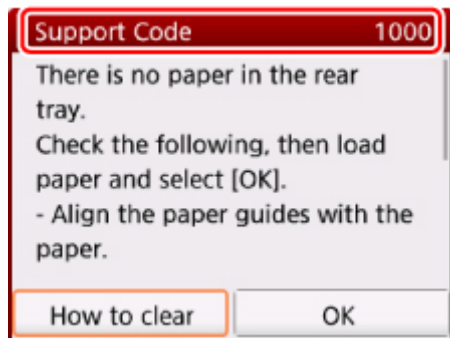 Support Code 1000
There is no paper in the rear
tray.
Check the following, then load
paper and select [OK].
- Align the paper guides with the
paper.
How to clear OK